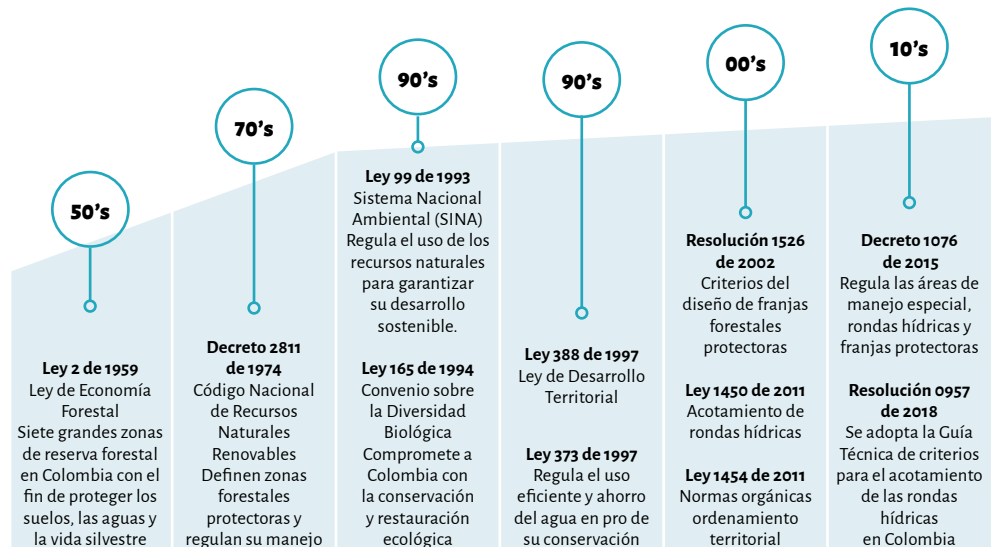 50’s
Ley 2 de 1959
Ley de Economía
Forestal
Siete grandes zonas
de reserva forestal
en Colombia con el
fin de proteger los
suelos, las aguas y
la vida silvestre
70’s
Decreto 2811
de 1974
Código Nacional
de Recursos
Naturales
Renovables
Definen zonas
forestales
protectoras y
regulan su manejo
90’s
Ley 99 de 1993
Sistema Nacional
Ambiental (SINA)
Regula el uso de los
recursos naturales
para garantizar
su desarrollo
sostenible.
Ley 165 de 1994
Convenio sobre
la Diversidad
Biológica
Compromete a
Colombia con
la conservación
y restauración
ecológica
90’s
Ley 388 de 1997
Ley de Desarrollo
Territorial
Ley 373 de 1997
Regula el uso
eficiente y ahorro
del agua en pro de
su conservación
00’s
Resolución 1526
de 2002
Criterios del
diseño de franjas
forestales
protectoras
Ley 1450 de 2011
Acotamiento de
rondas hídricas
Ley 1454 de 2011
Normas orgánicas
ordenamiento
territorial
10’s
Decreto 1076
de 2015
Regula las áreas de
manejo especial,
rondas hídricas y
franjas protectoras
Resolución 0957
de 2018
Se adopta la Guía
Técnica de criterios
para el acotamiento
de las rondas
hídricas
en Colombia